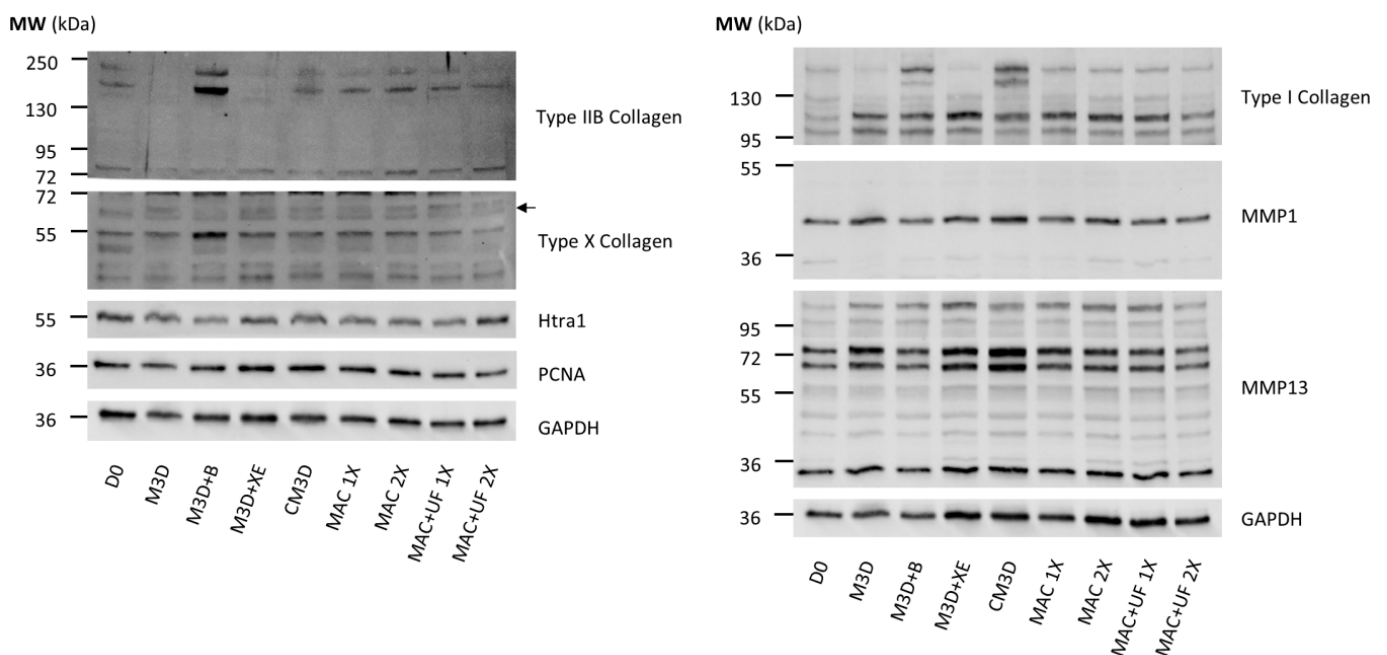 MW (kDa)
250
130
95
72
Type IIB Collagen
72
55
Type X Collagen
55
Htra1
36
PCNA
36
GAPDH
D0
M3D
M3D+B
M3D+XE
CM3D
MAC 1X
MAC 2X
MAC+UF 1X
MAC+UF 2X
MW (kDa)
130
95
Type I Collagen
55
36
MMP1
95
72
55
36
MMP13
36
GAPDH
D0
M3D
M3D+B
M3D+XE
CM3D
MAC 1X
MAC 2X
MAC+UF 1X
MAC+UF 2X